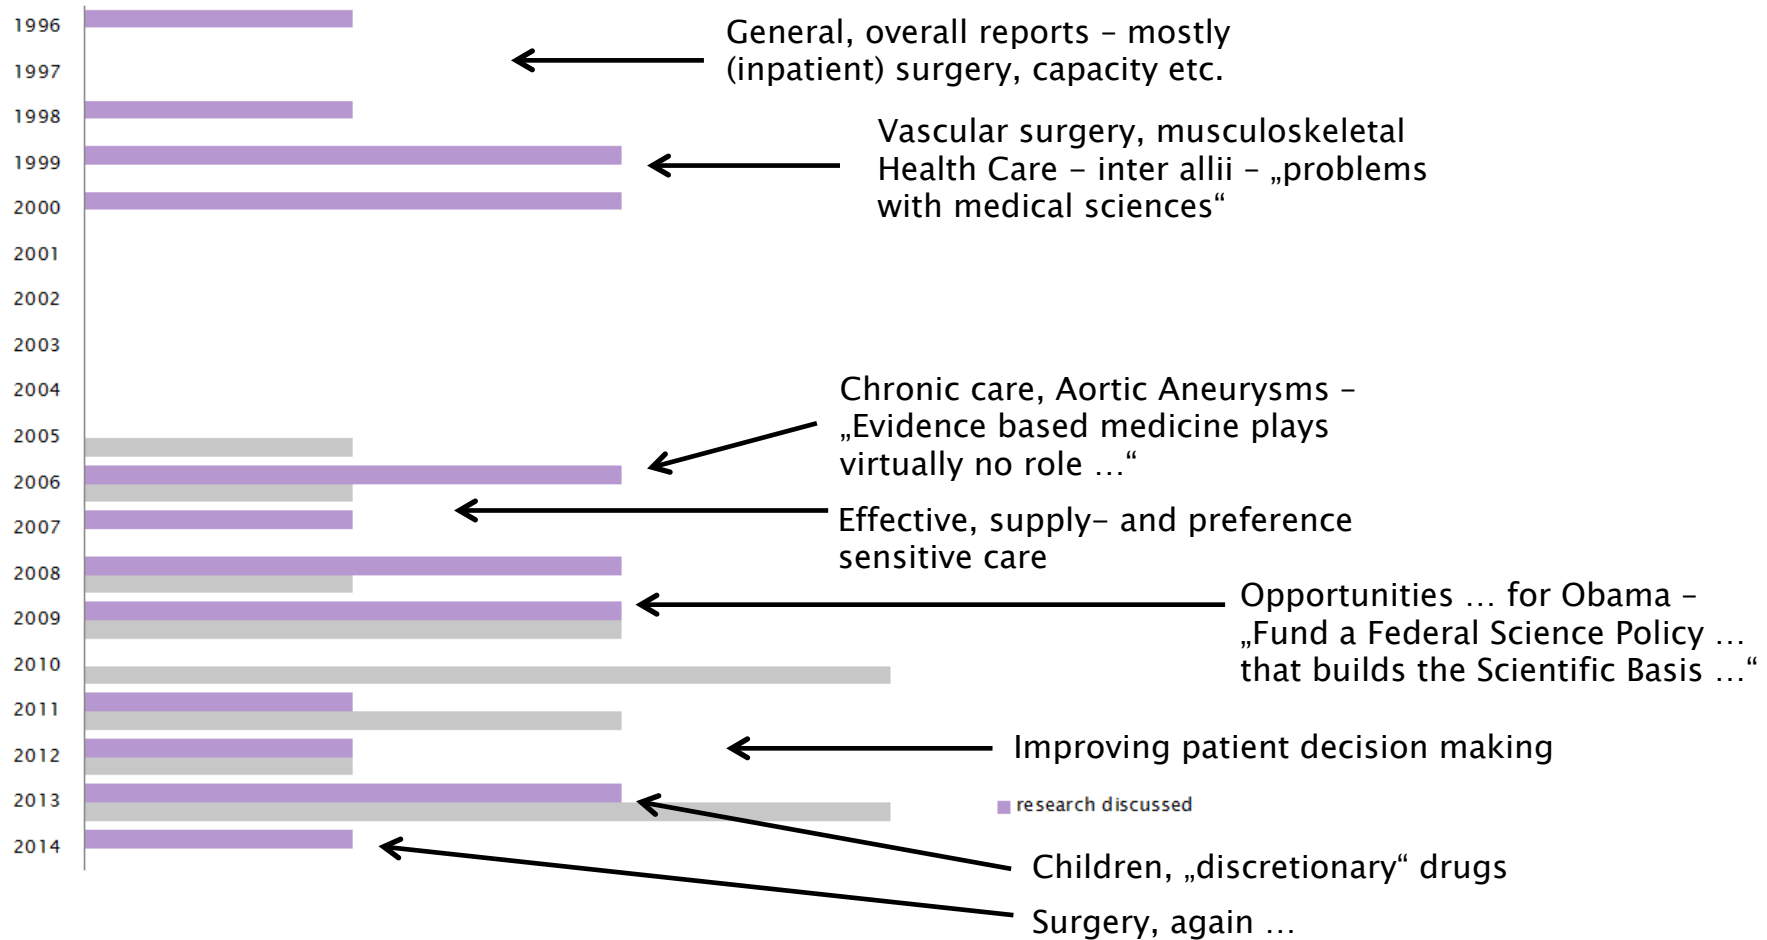 1996
1997
1998
1999
2000
2001
2002
2003
2004
2005
2006
2007
2008
2009
2010
2011
2012
2013
2014
General, overall reports – mostly
(inpatient) surgery, capacity etc.
Vascular surgery, musculoskeletal
Health Care – inter allii – „problems
with medical sciences“
Chronic care, Aortic Aneurysms –
„Evidence based medicine plays
virtually no role …“
Effective, supply– and preference
sensitive care
Opportunities … for Obama –
„Fund a Federal Science Policy …
that builds the Scientific Basis …“
Improving patient decision making
research discussed
Children, „discretionary“ drugs
Surgery, again …